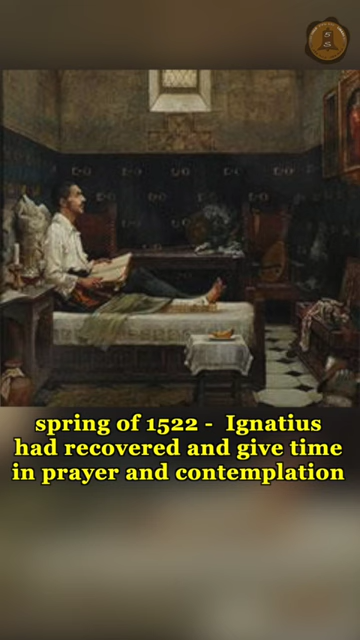 spring of 1522 -  Ignatius
had recovered and give time
in prayer and contemplation